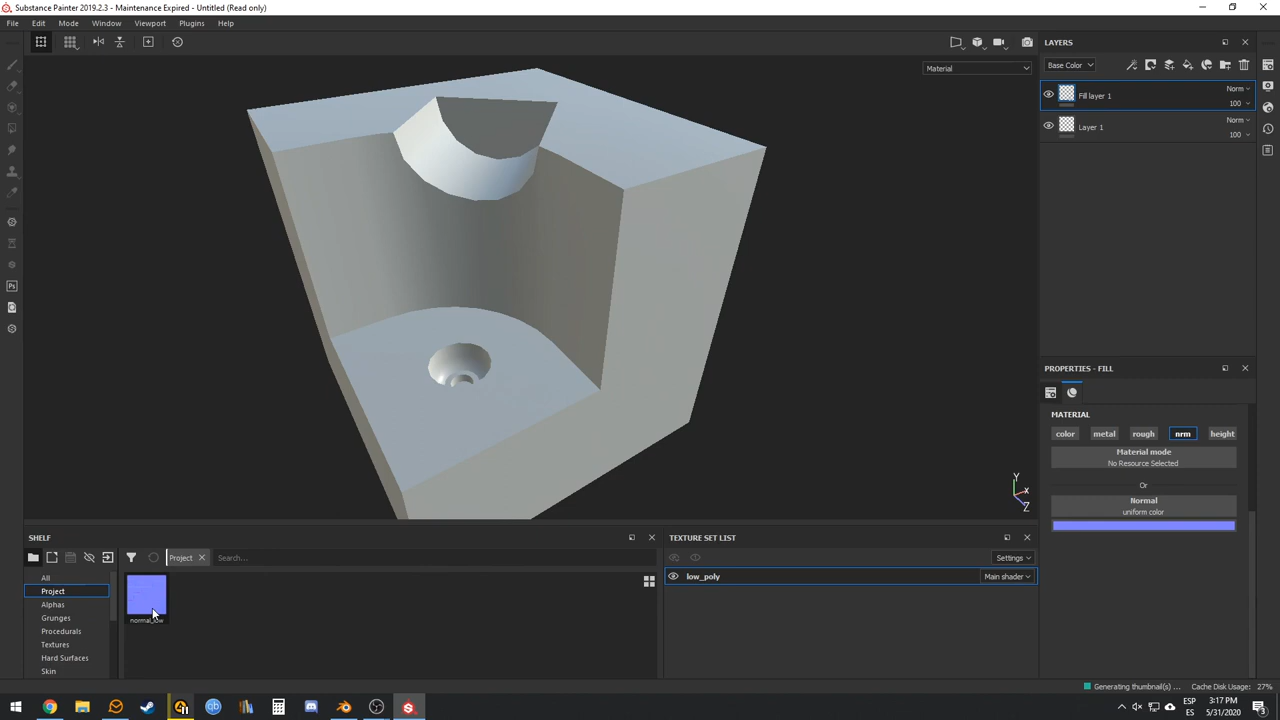 Substance Painter 2019.2.3 - Maintenance Expired - Untitled (Read only)
File Edit Mode Window Viewport Plugins Help
Material
LAYERS
Base Color
Fill layer 1
Norm
100
Layer 1
Norm
100
Ps
Y
X
Z
PROPERTIES - FILL
MATERIAL
color metal rough nrm height
Material mode
No Resource Selected
Or
Normal
uniform color
SHELF
Project
Search...
All
Project
Alphas
Grunges
Procedurals
Textures
Hard Surfaces
Skin
normal_low
TEXTURE SET LIST
Settings
low_poly
Main shader
Generating thumbnail(s) ... Cache Disk Usage: 27%
ESP
ES
3:17 PM
5/31/2020
3